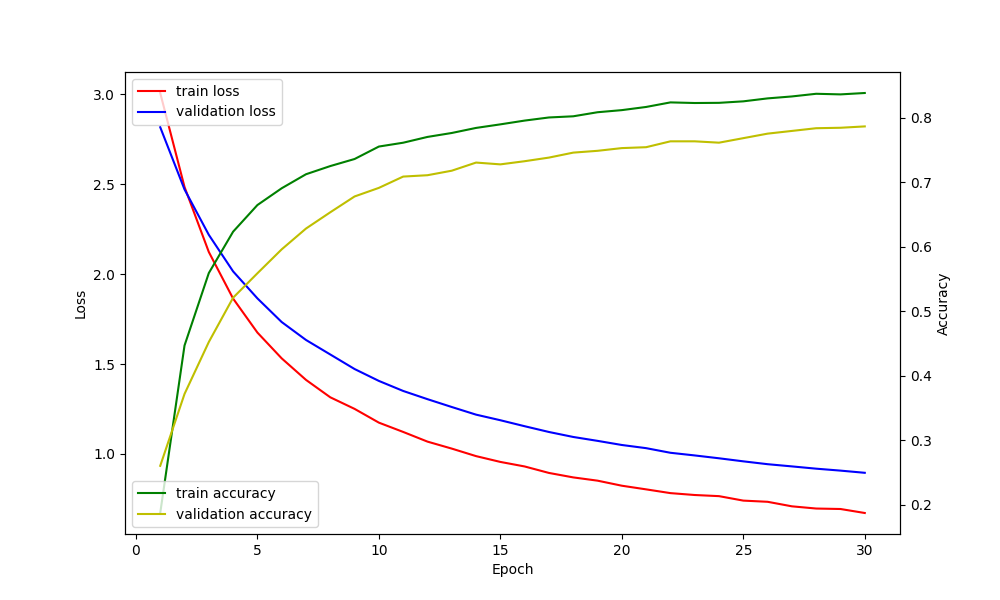 train loss
validation loss
train accuracy
validation accuracy
3.0
2.5
2.0
1.5
1.0
Loss
0.8
0.7
0.6
0.5
0.4
0.3
0.2
Accuracy
0 5 10 15 20 25 30
Epoch